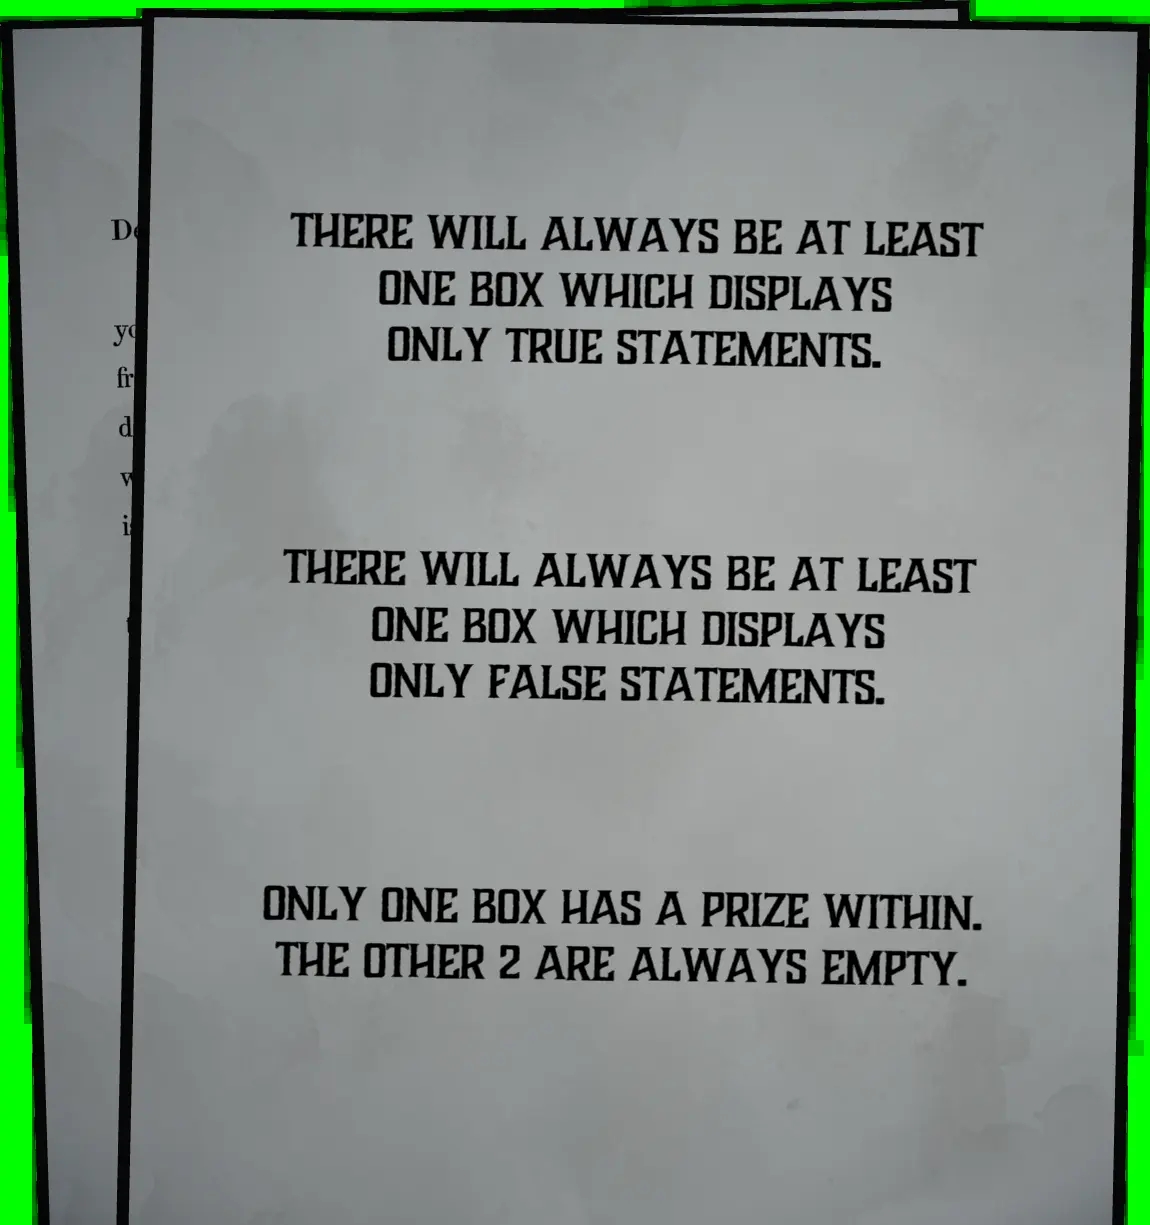 THERE WILL ALWAYS BE AT LEAST
ONE BOX WHICH DISPLAYS
ONLY TRUE STATEMENTS.
THERE WILL ALWAYS BE AT LEAST
ONE BOX WHICH DISPLAYS
ONLY FALSE STATEMENTS.
ONLY ONE BOX HAS A PRIZE WITHIN.
THE OTHER 2 ARE ALWAYS EMPTY.